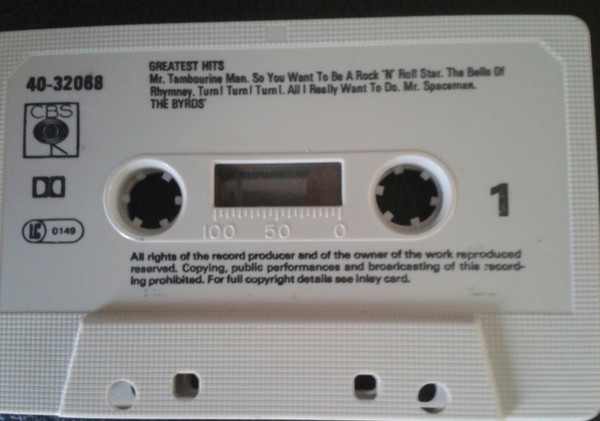 GREATEST HITS
Mr. Tambourine Man. So You Want To Be A Rock 'N' Roll Star. The Bells Of
Rhymney. Turn! Turn! Turn!. All I Really Want To Do. Mr. Spaceman.
THE BYRDS'
40-32068
CBS
1
LC 0149
100 50 0
All rights of the record producer and of the owner of the work reproduced
reserved. Copying, public performances and broadcasting of this record-
ing prohibited. For full copyright details see inley card.